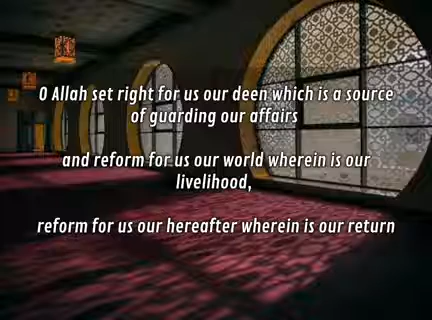 O Allah set right for us our deen which is a source
of guarding our affairs
and reform for us our world wherein is our
livelihood,
reform for us our hereafter wherein is our return